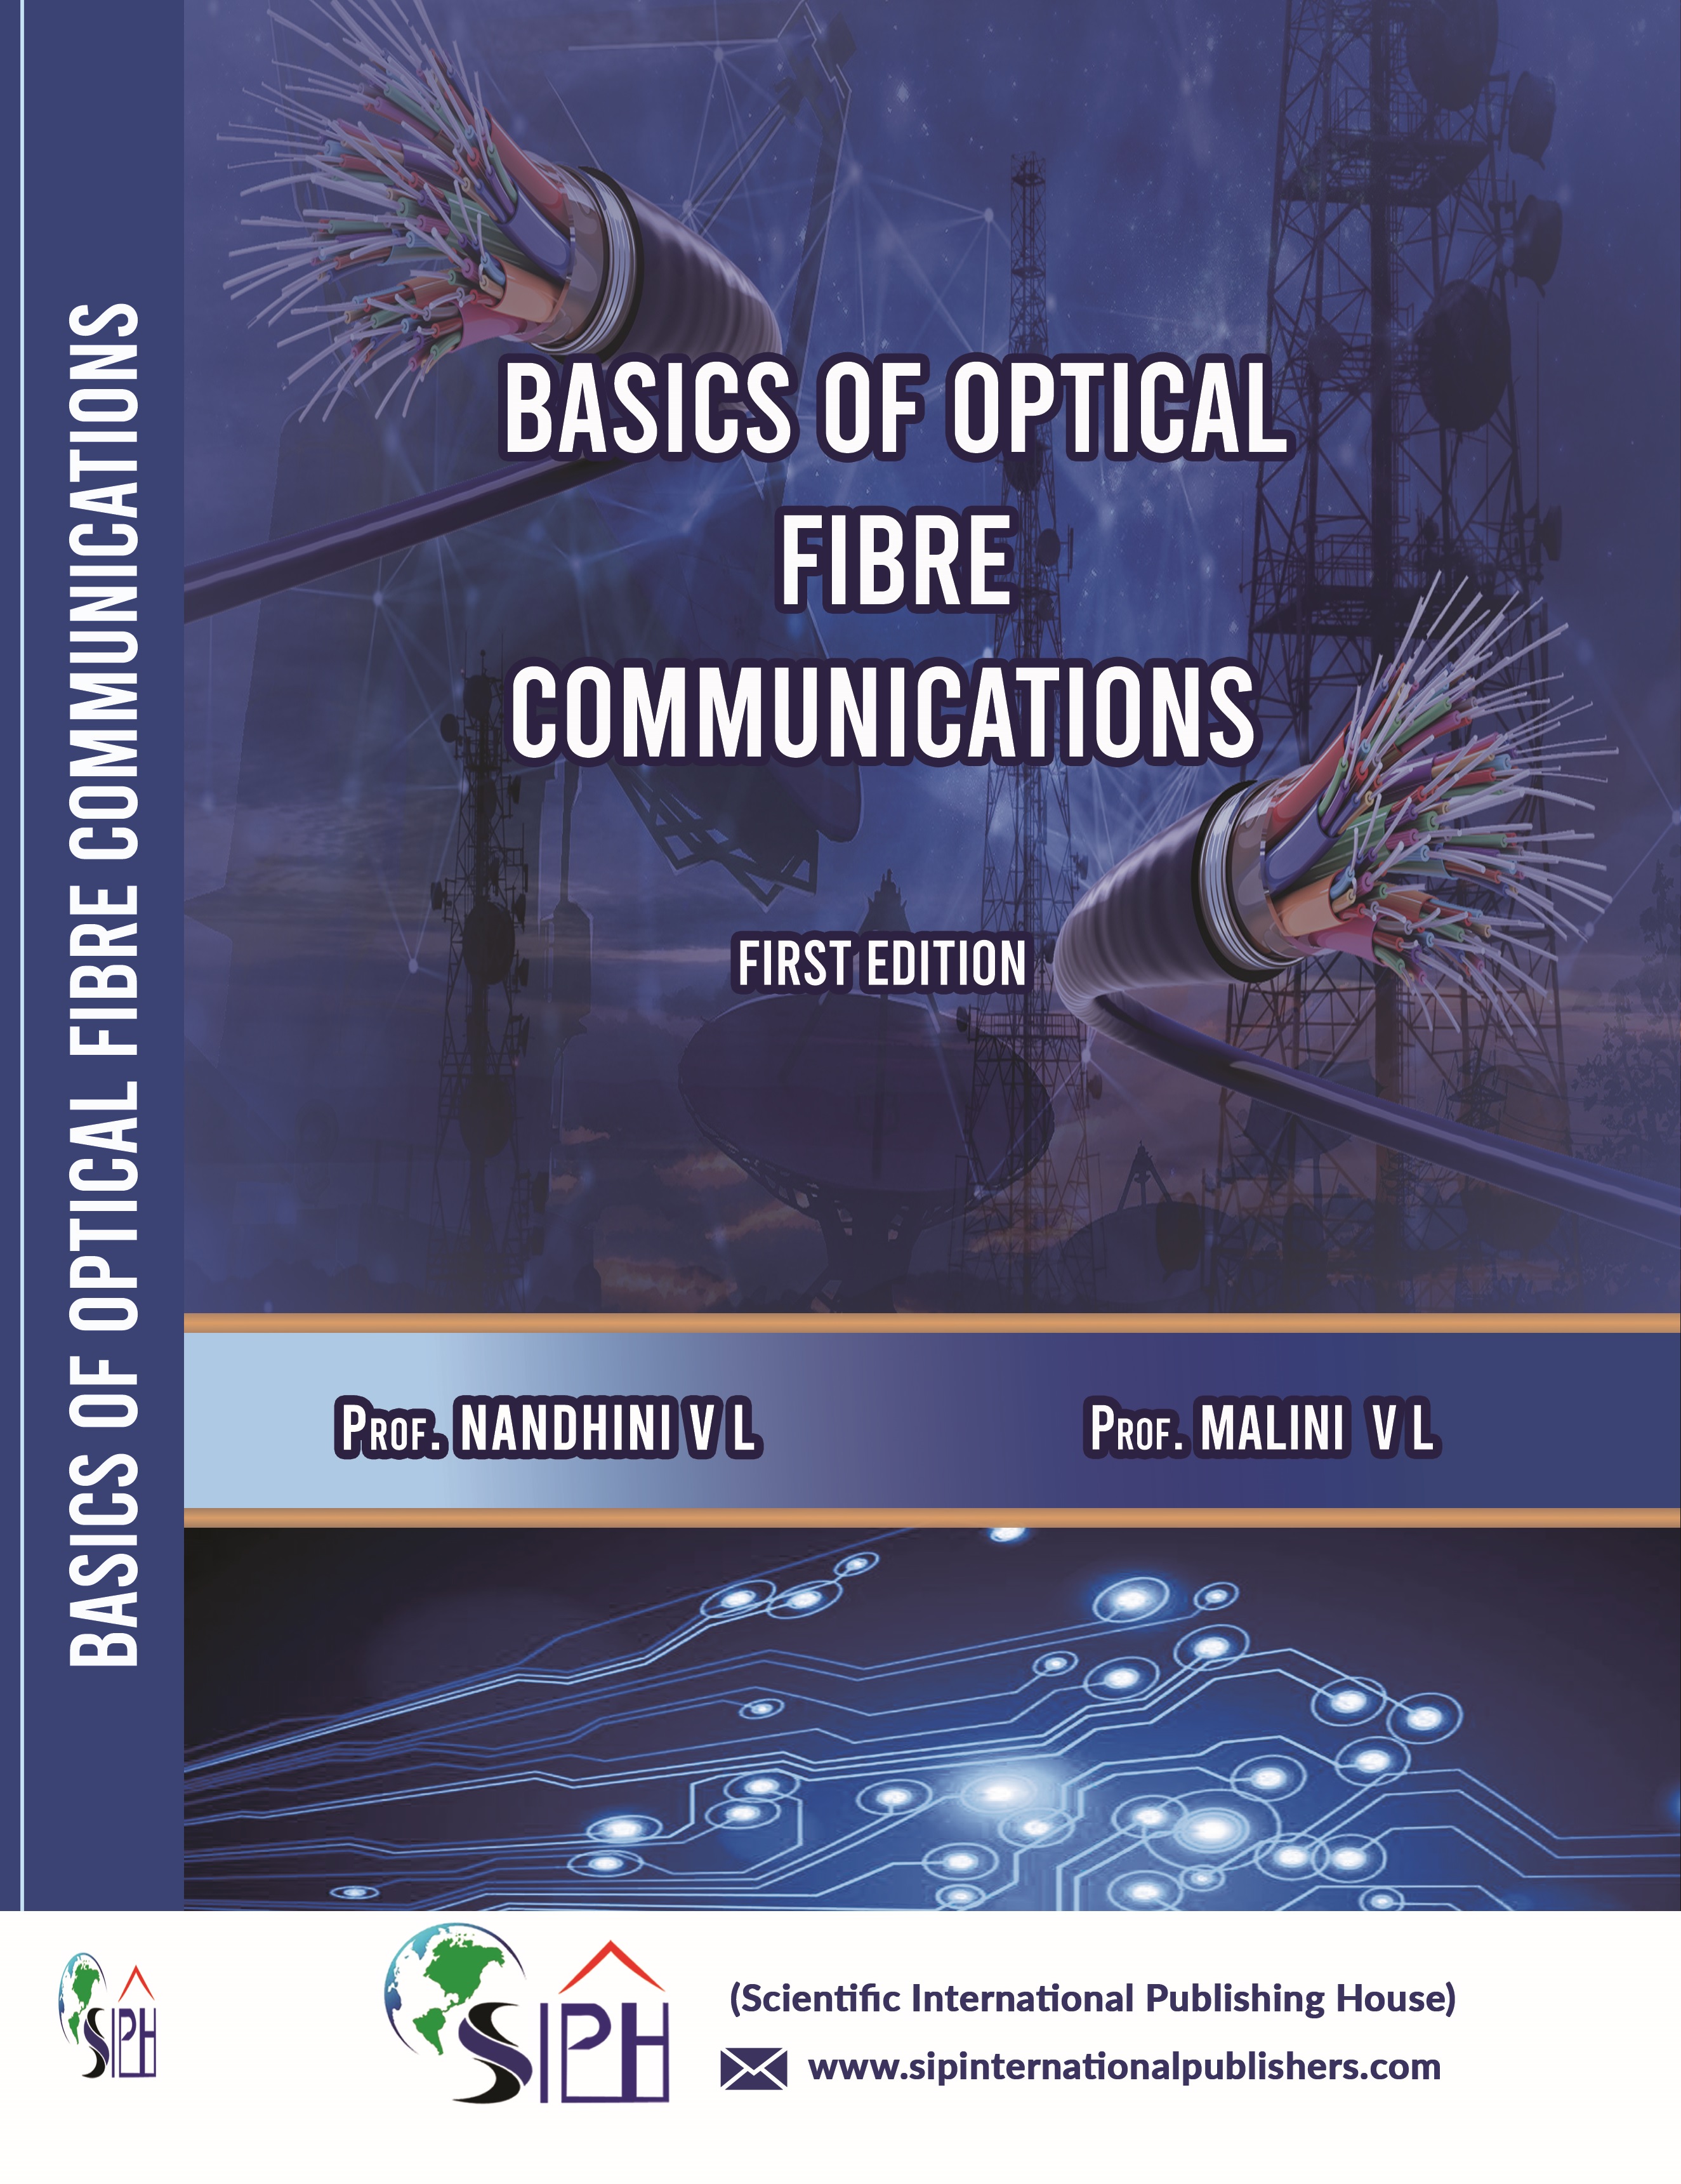 BASICS OF OPTICAL FIBRE COMMUNICATIONS
BASICS OF OPTICAL
FIBRE
COMMUNICATIONS
FIRST EDITION
PROF. NANDHINI V L
PROF. MALINI V L
SIPH
SIPH
(Scientific International Publishing House)
www.sipinternationalpublishers.com